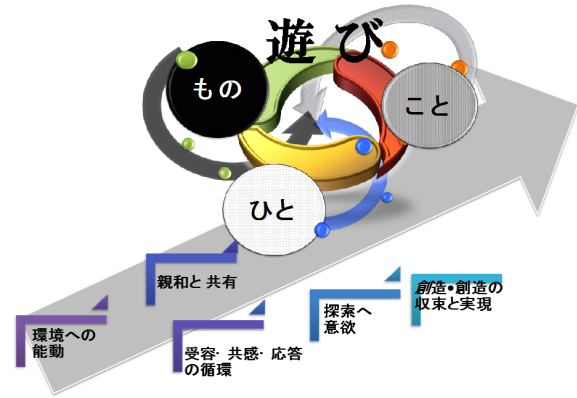 遊び
もの
こと
ひと
親和と 共有
創造•創造の
収束と実現
探索へ
意欲
環境への
能動
受容· 共感· 応答
の循環